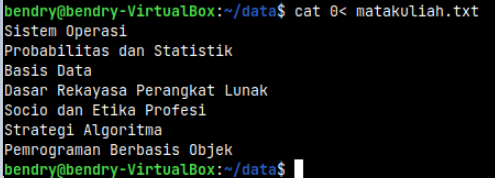 bendry@bendry-VirtualBox:~/data$ cat 0< matakuliah.txt
Sistem Operasi
Probabilitas dan Statistik
Basis Data
Dasar Rekayasa Perangkat Lunak
Socio dan Etika Profesi
Strategi Algoritma
Pemrograman Berbasis Objek
bendry@bendry-VirtualBox:~/data$